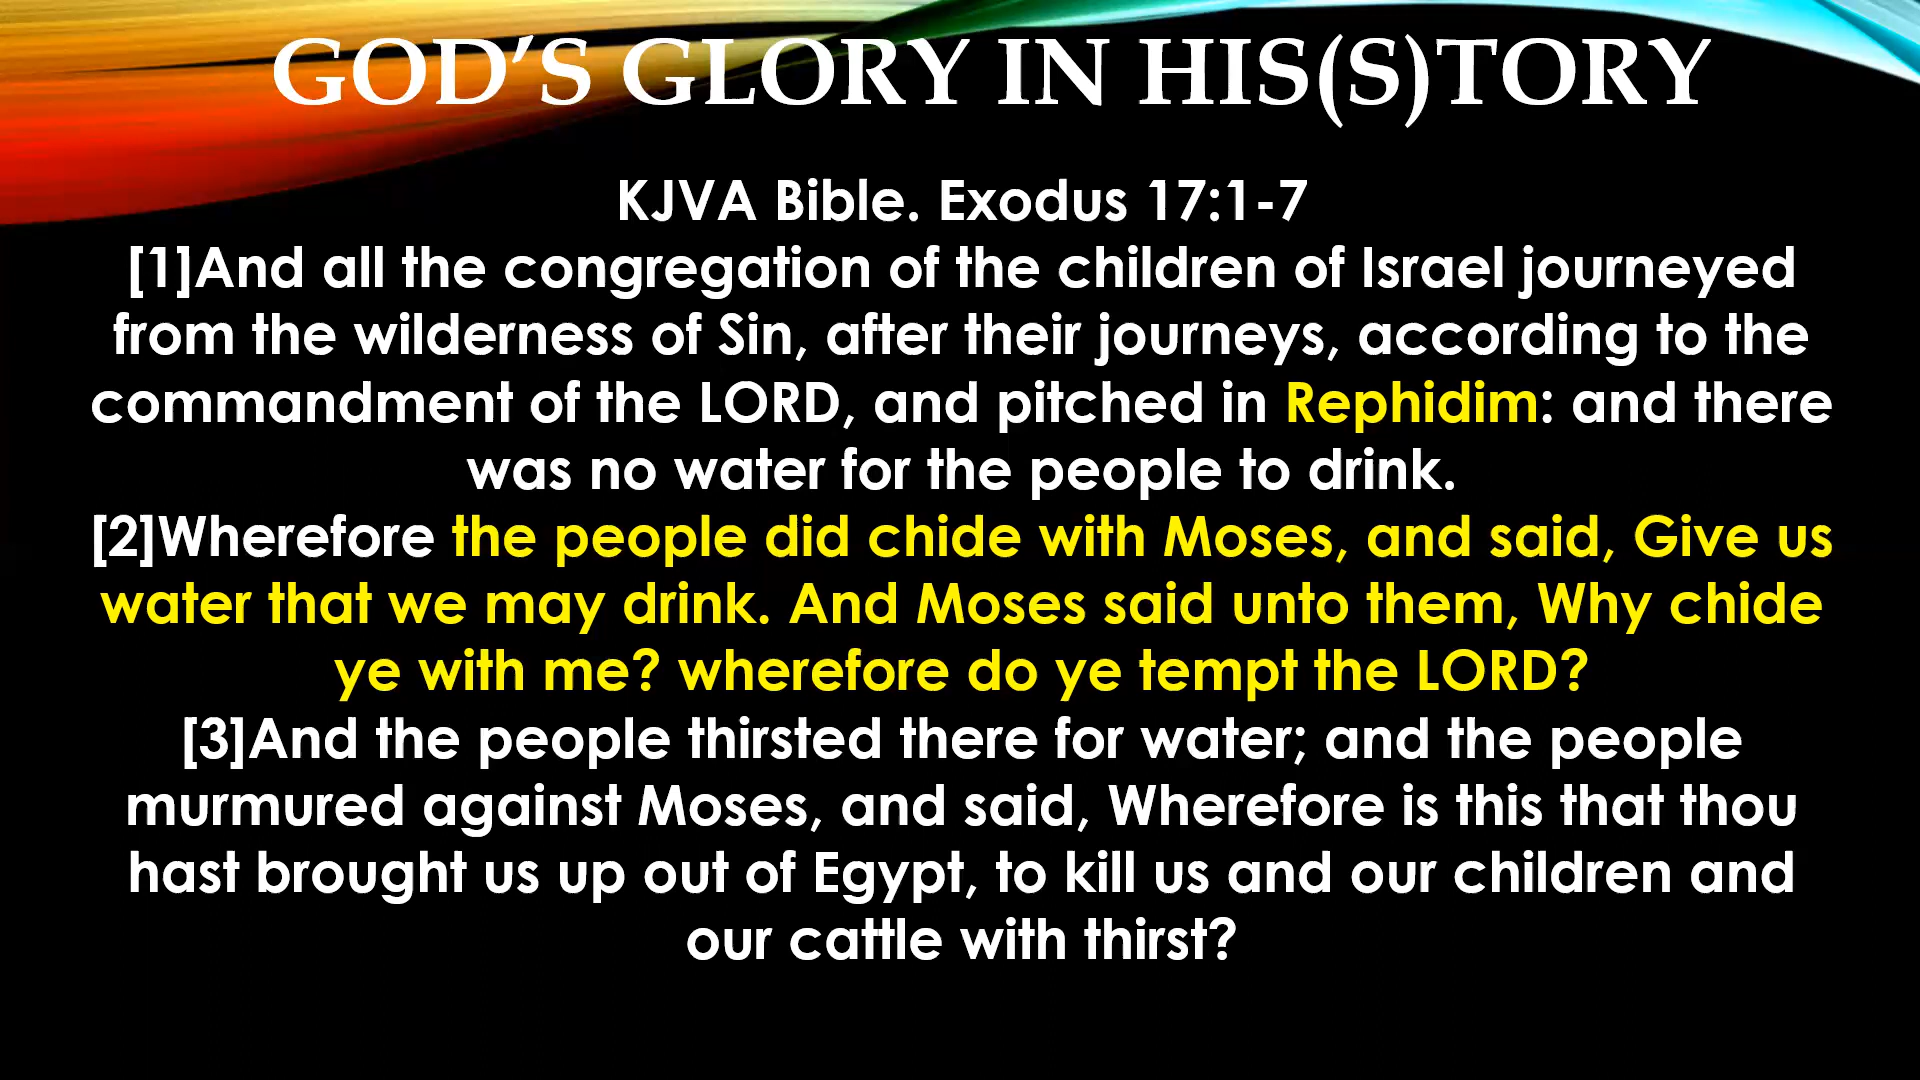 GOD’S GLORY IN HIS(S)TORY
KJVA Bible. Exodus 17:1-7
[1]And all the congregation of the children of Israel journeyed
from the wilderness of Sin, after their journeys, according to the
commandment of the LORD, and pitched in Rephidim: and there
was no water for the people to drink.
[2]Wherefore the people did chide with Moses, and said, Give us
water that we may drink. And Moses said unto them, Why chide
ye with me? wherefore do ye tempt the LORD?
[3]And the people thirsted there for water; and the people
murmured against Moses, and said, Wherefore is this that thou
hast brought us up out of Egypt, to kill us and our children and
our cattle with thirst?